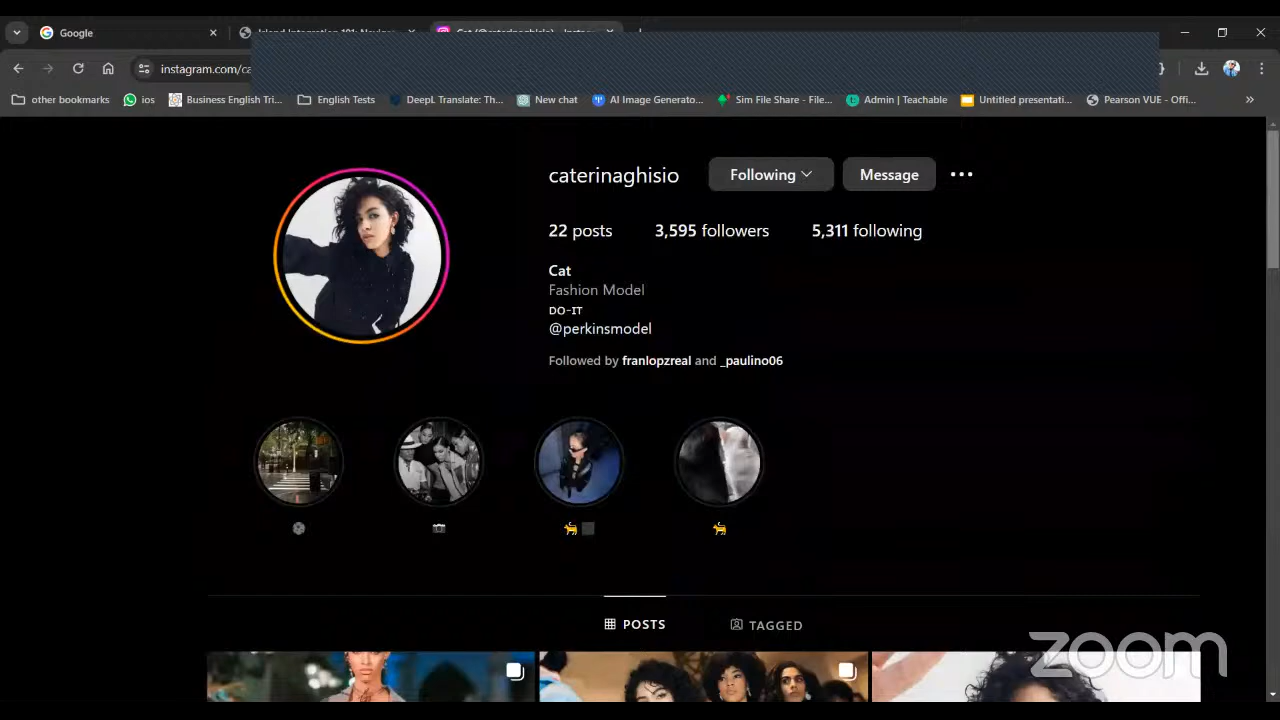 Google
instagram.com/ca
other bookmarks
ios
Business English Tri...
English Tests
DeepL Translate: Th...
New chat
AI Image Generato...
Sim File Share - File...
Admin | Teachable
Untitled presentati...
Pearson VUE - Offi...
caterinaghisio
Following
Message
22 posts
3,595 followers
5,311 following
Cat
Fashion Model
ᴅᴏ-ɪᴛ
@perkinsmodel
Followed by franlopzreal and _paulino06
POSTS
TAGGED
zoom